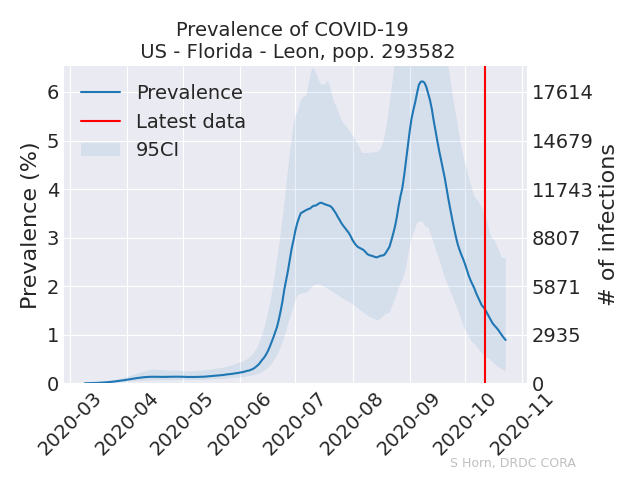 Prevalence of COVID-19
US - Florida - Leon, pop. 293582
Prevalence (%)
# of infections
6
5
4
3
2
1
0
17614
14679
11743
8807
5871
2935
0
Prevalence
Latest data
95CI
2020-03
2020-04
2020-05
2020-06
2020-07
2020-08
2020-09
2020-10
2020-11
S Horn, DRDC CORA